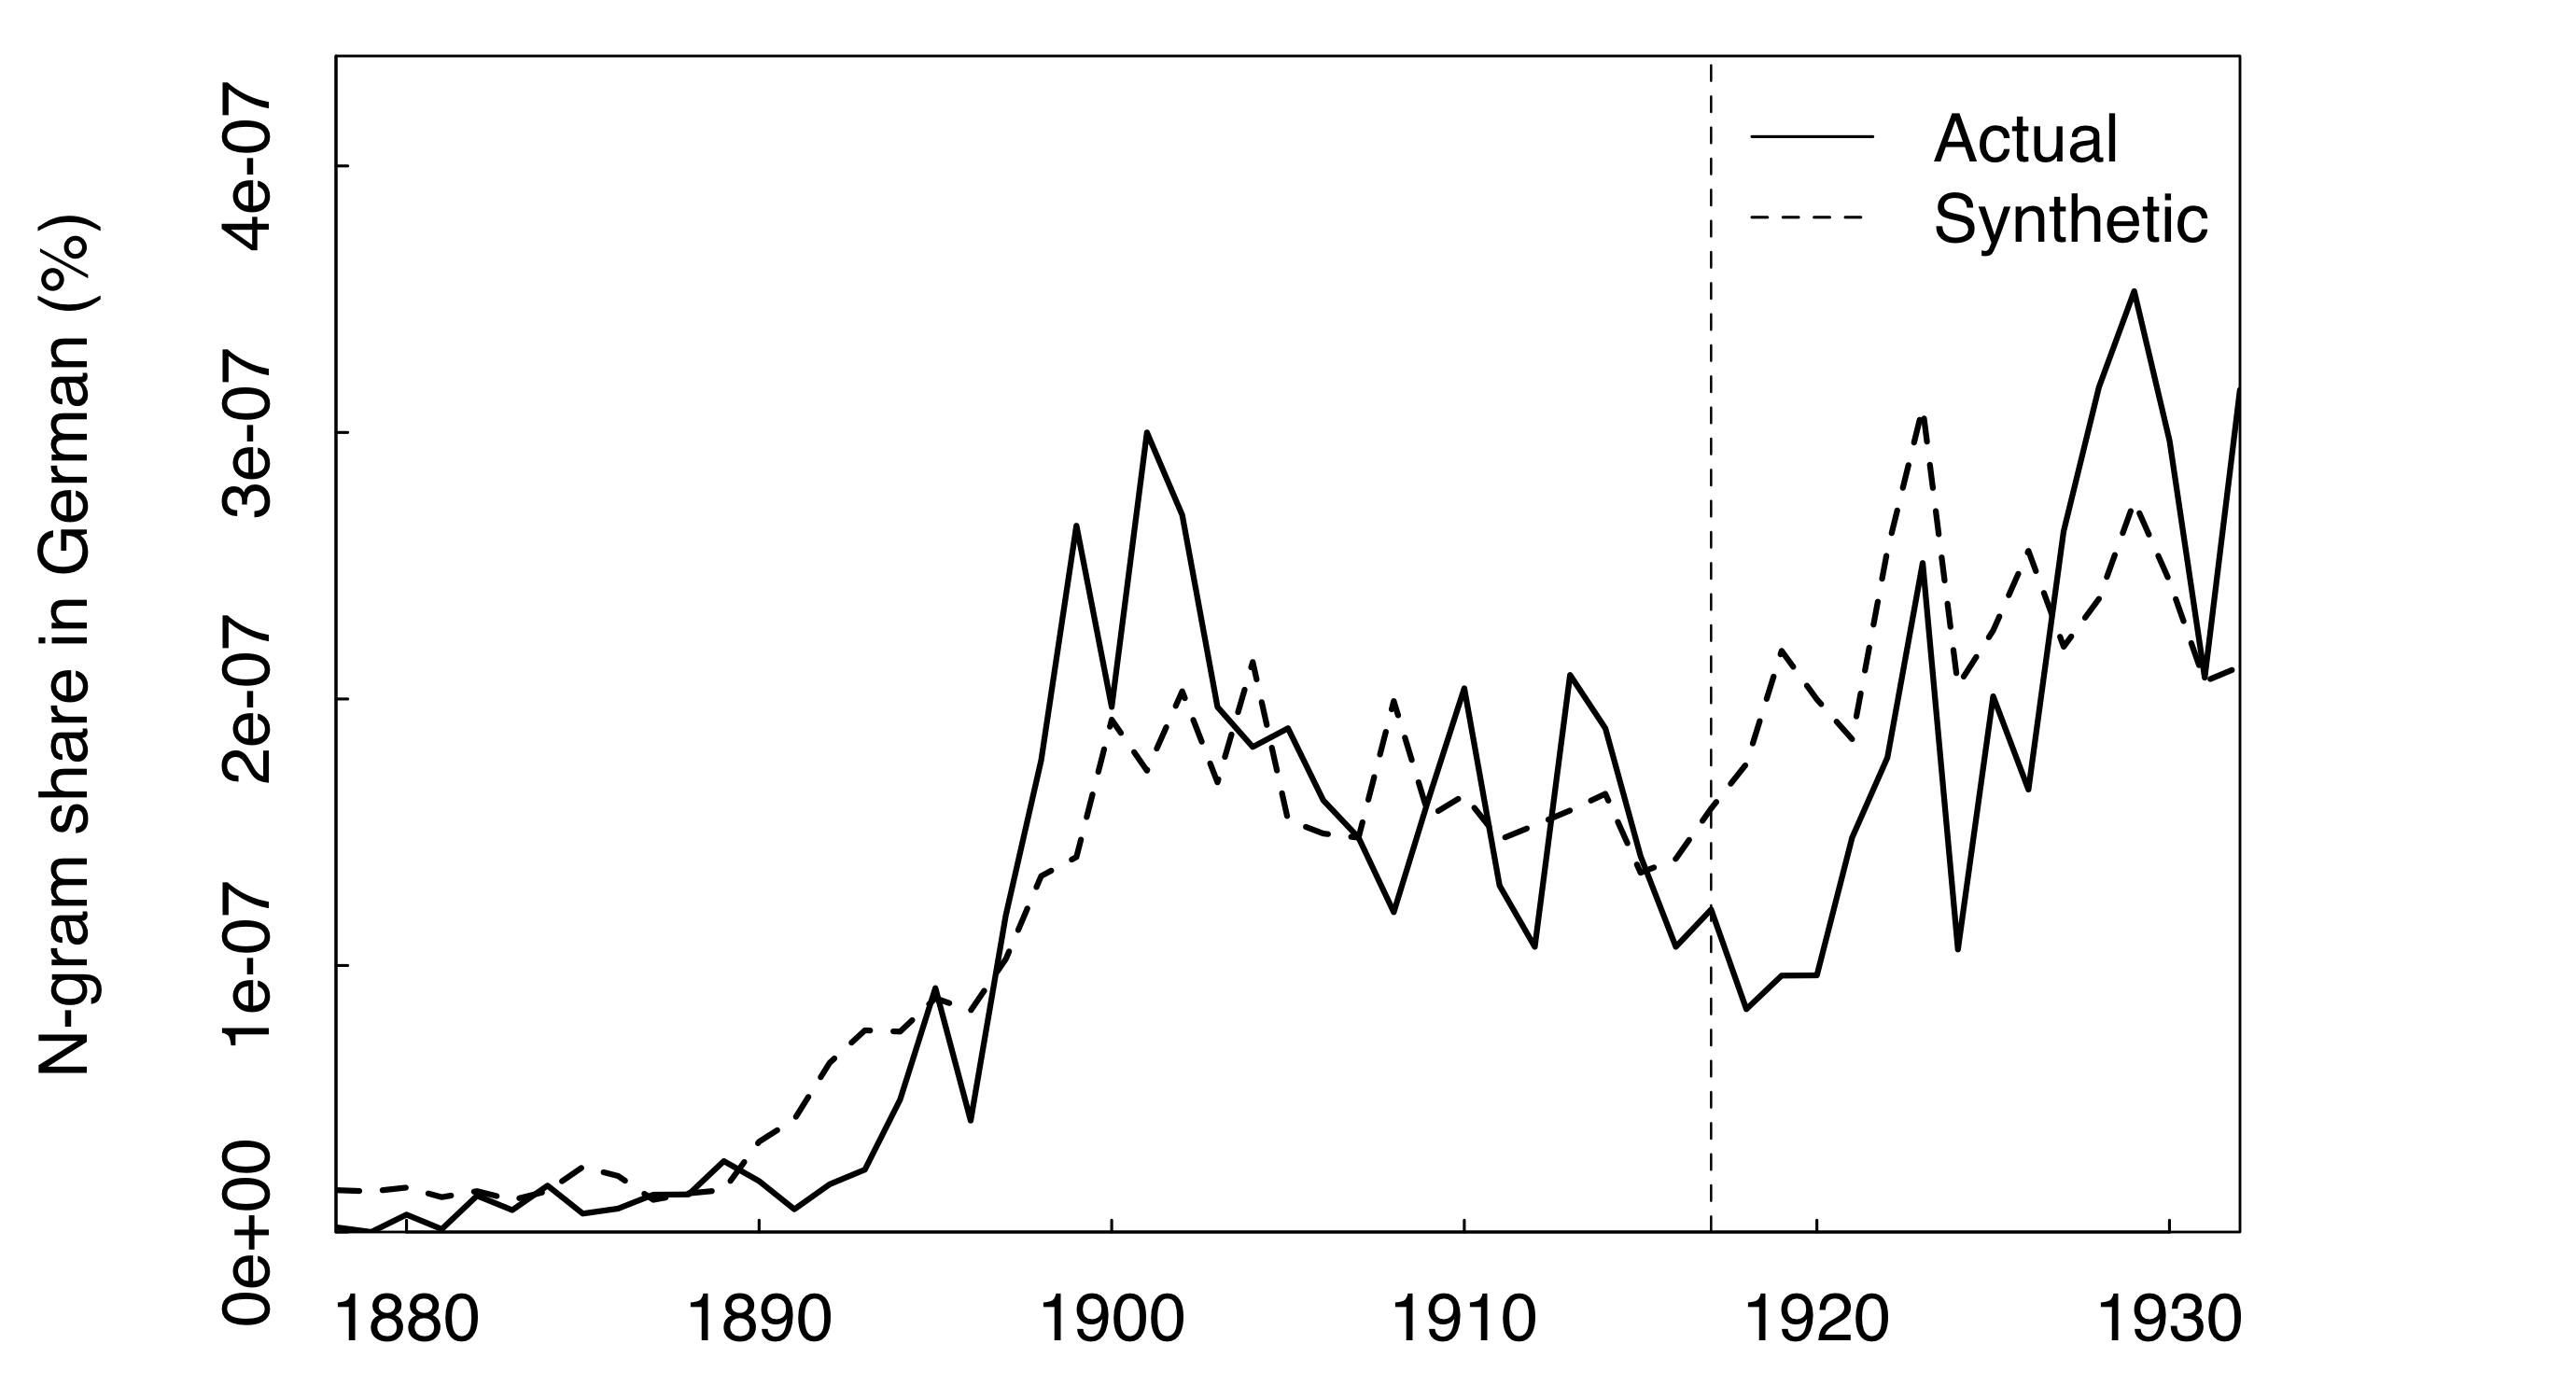 N-gram share in German (%)
4e-07
3e-07
2e-07
1e-07
0e+00
Actual
Synthetic
1880 1890 1900 1910 1920 1930